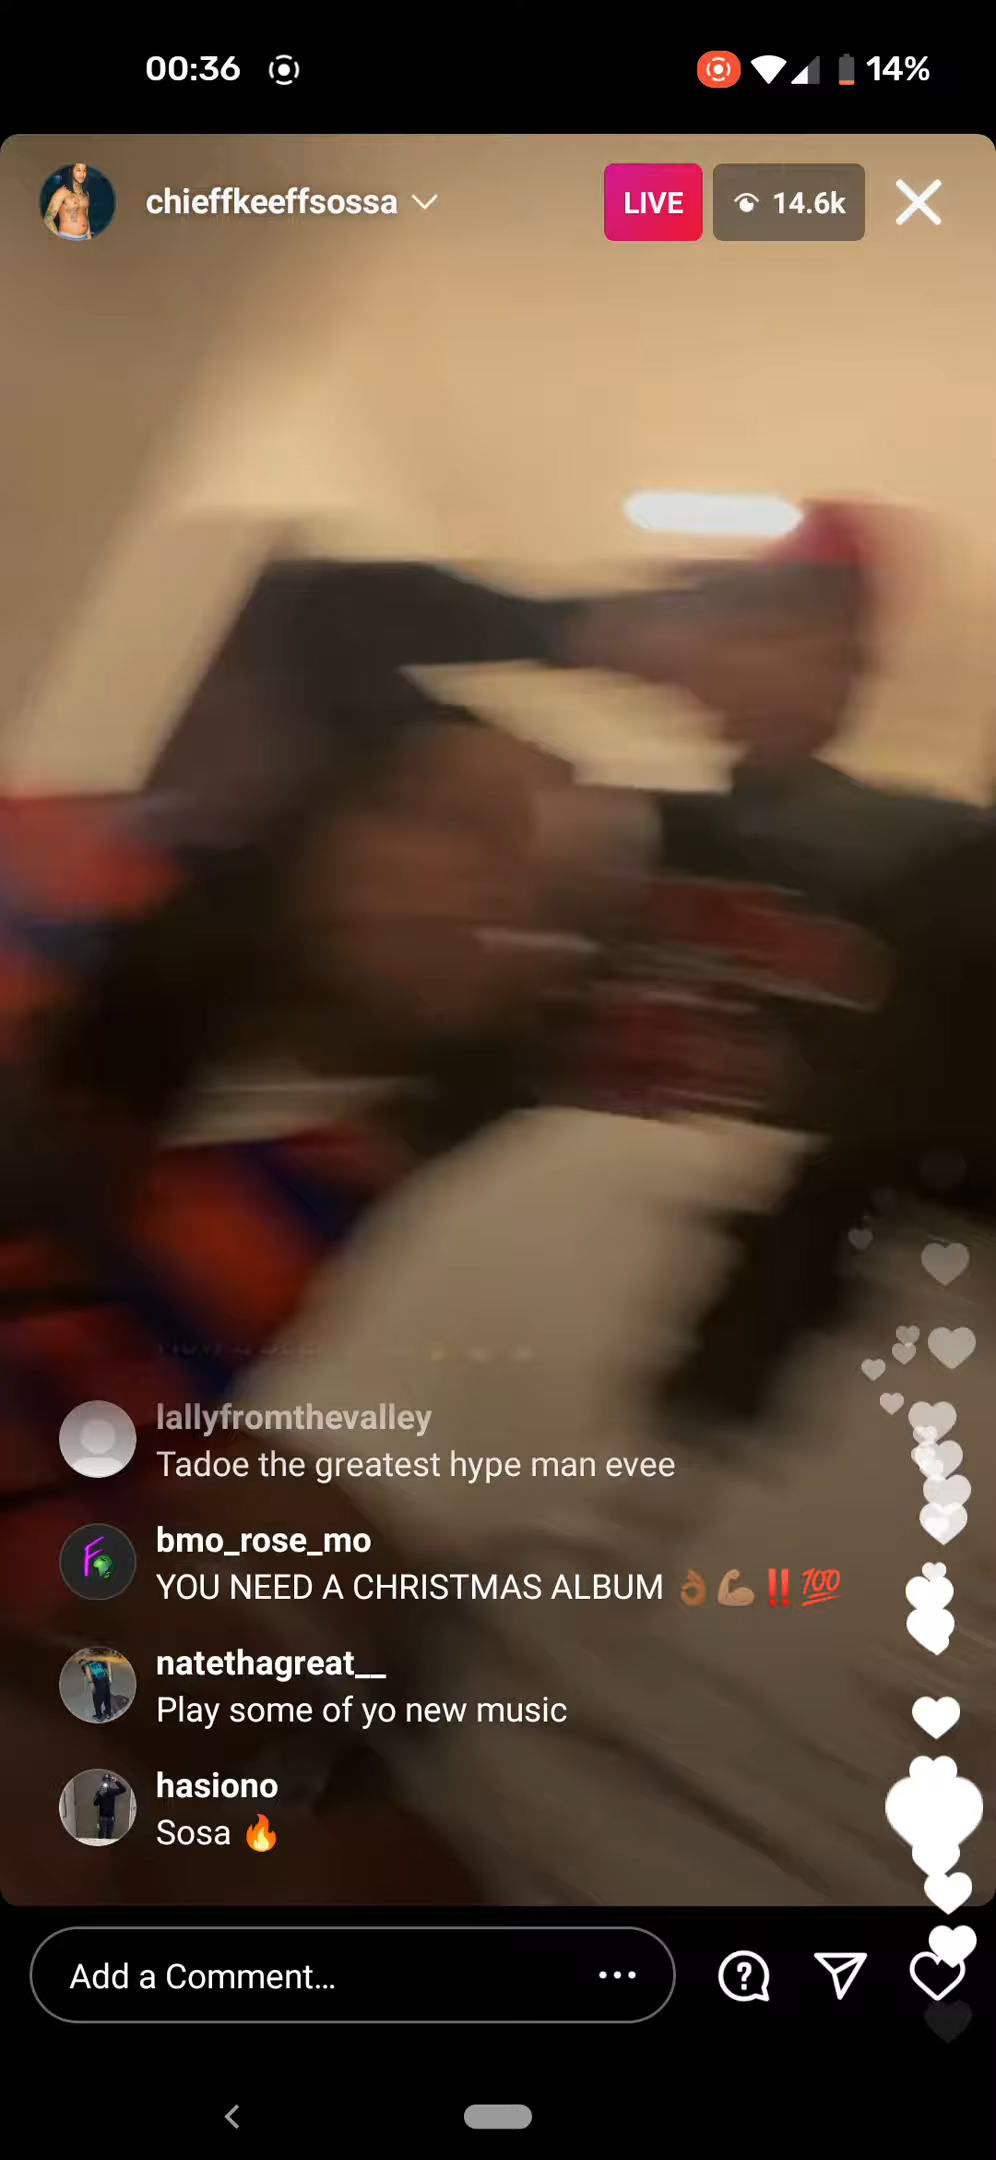 00:36
14%
chieffkeeffsossa
LIVE
14.6k
lallyfromthevalley
Tadoe the greatest hype man evee
bmo_rose_mo
YOU NEED A CHRISTMAS ALBUM 👌🏾💪🏽‼️💯
natethagreat__
Play some of yo new music
hasiono
Sosa 🔥
Add a Comment...